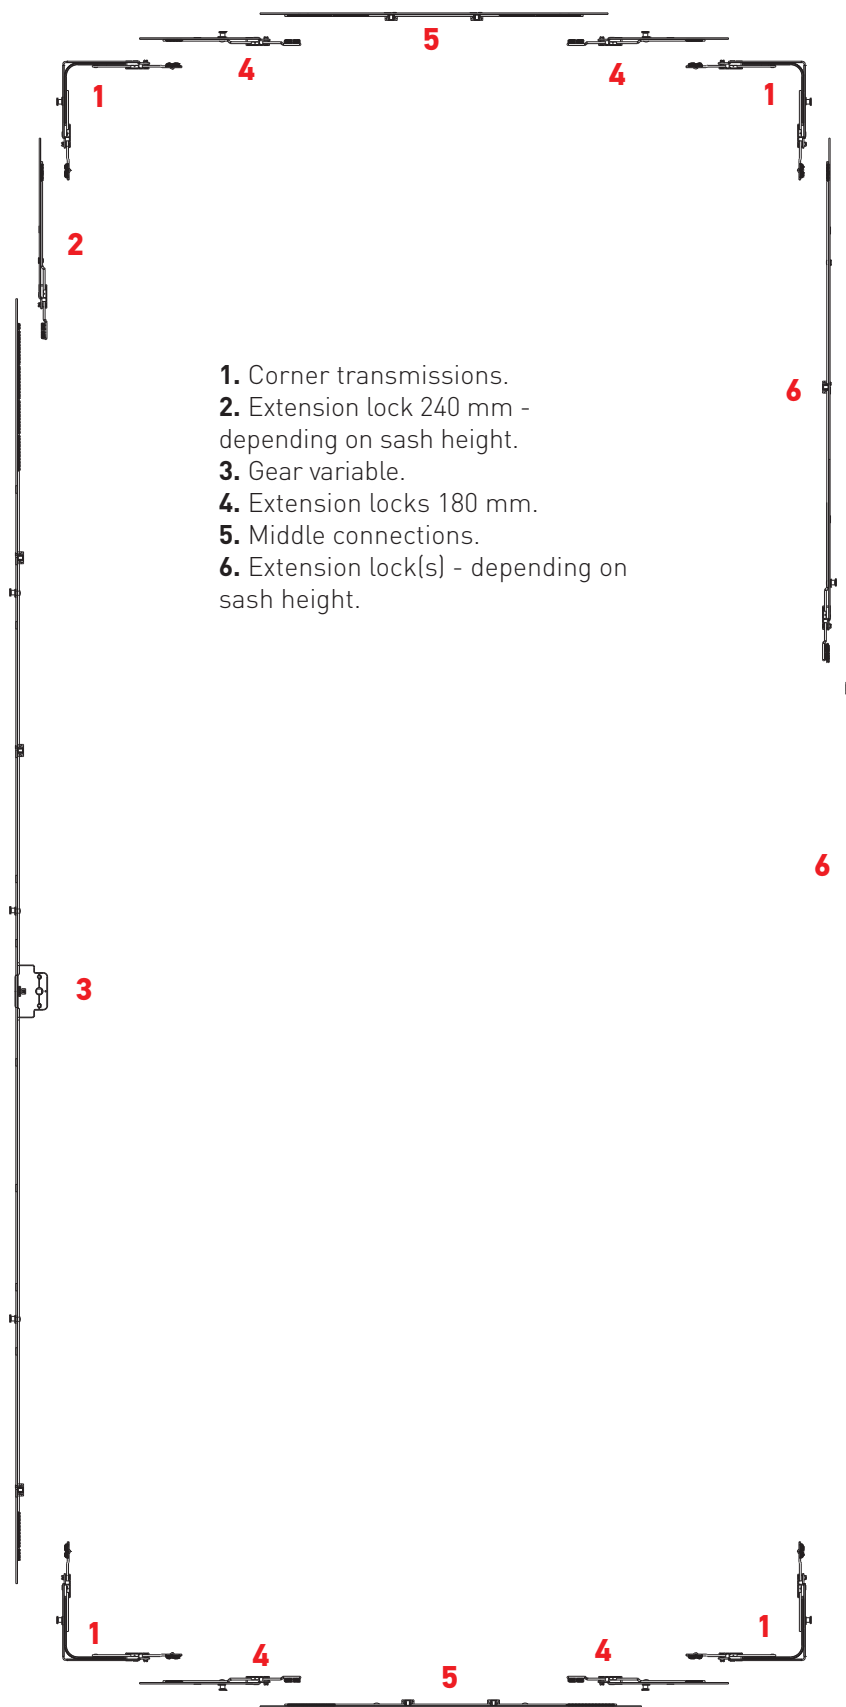 5
4
4
1
1
2
1. Corner transmissions.
6
2. Extension lock 240 mm -
depending on sash height.
3. Gear variable.
4. Extension locks 180 mm.
5. Middle connections.
6. Extension lock(s) - depending on
sash height.
6
3
1
1
4
4
5